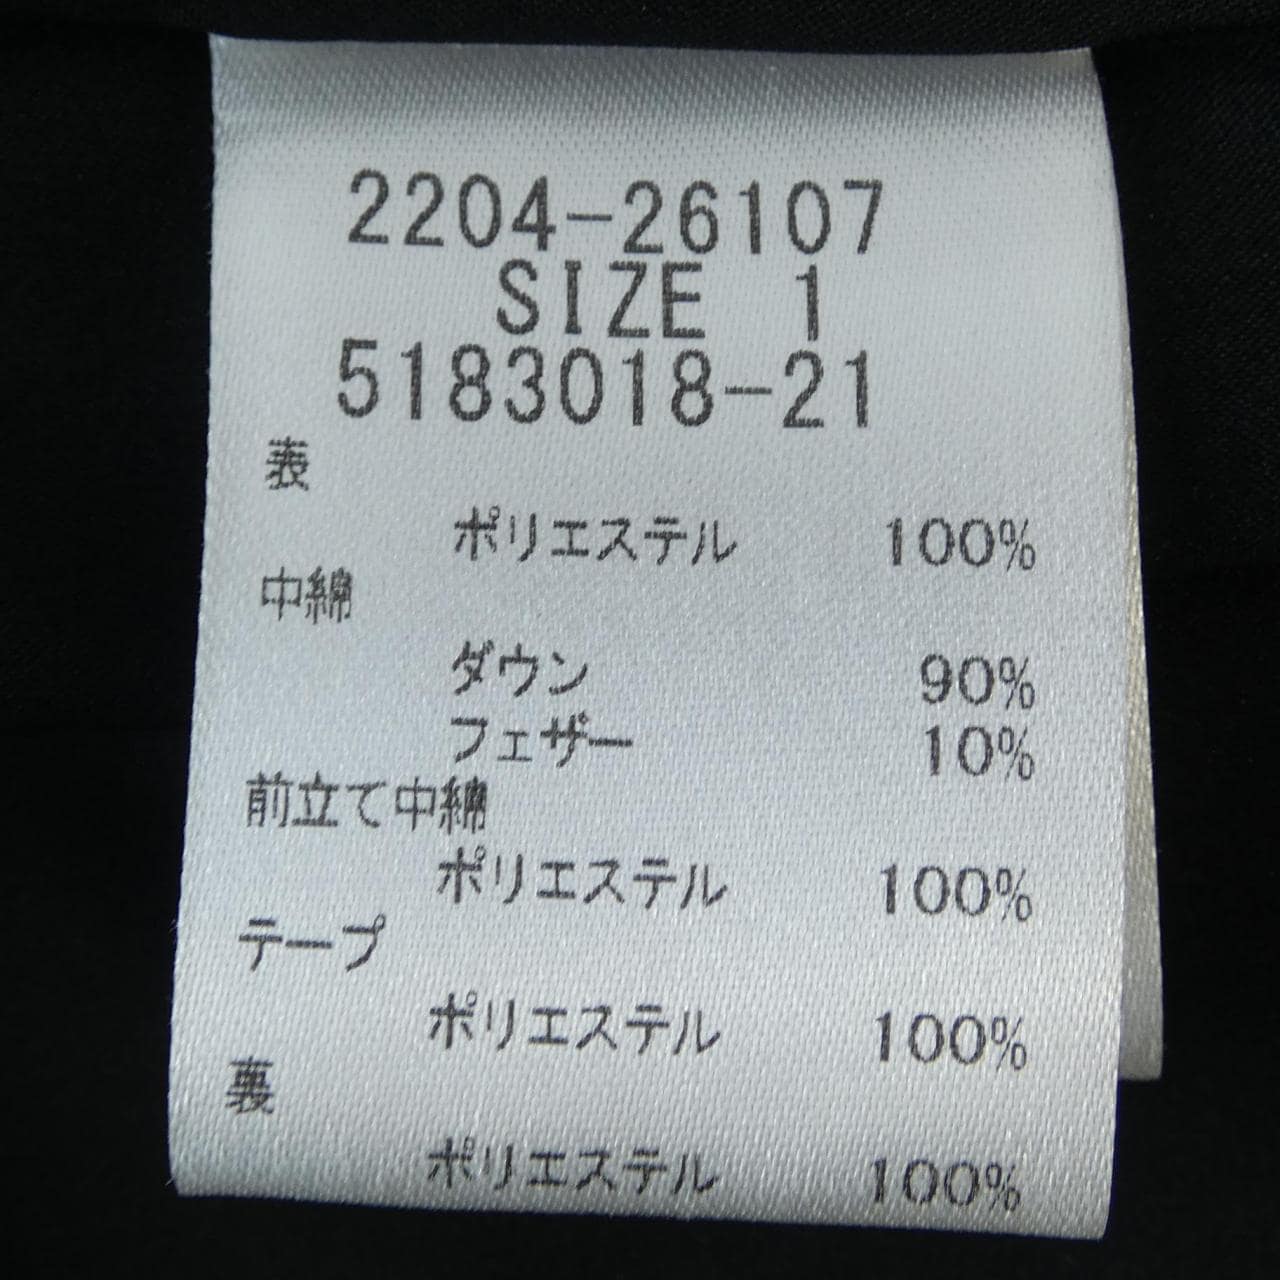 2204-26107
SIZE 1
5183018-21
表
ポリエステル 100%
中綿
ダウン 90%
フェザー 10%
前立て中綿
ポリエステル 100%
テープ
ポリエステル 100%
裏
ポリエステル 100%